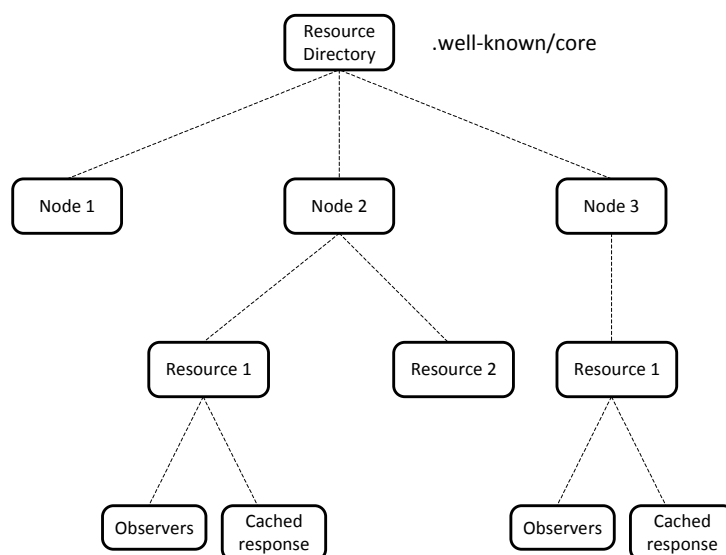 Resource
Directory
.well-known/core
Node 1
Node 2
Node 3
Resource 1
Resource 2
Resource 1
Observers
Cached
response
Observers
Cached
response